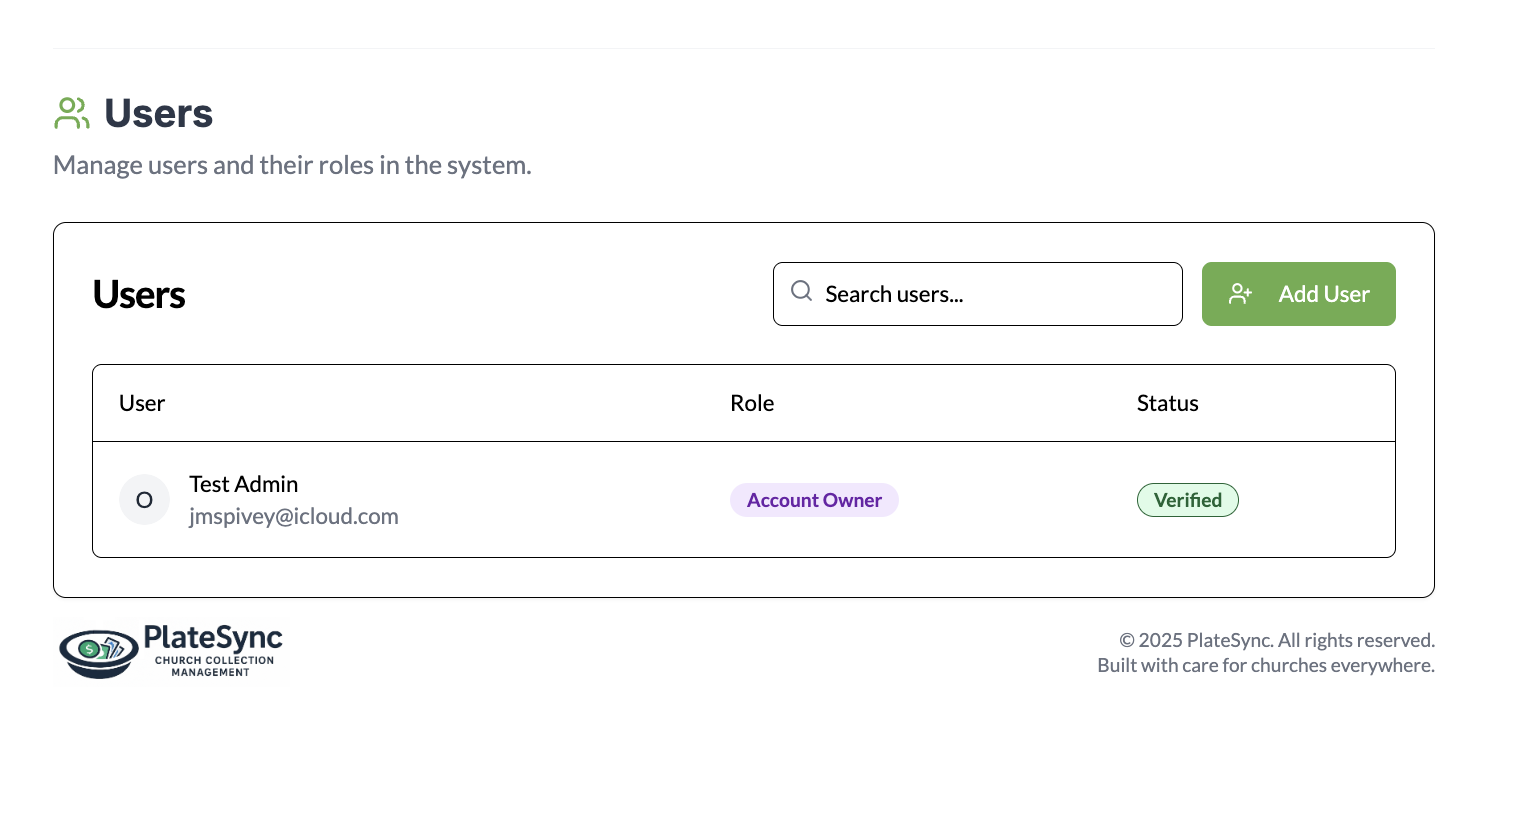 Users
Manage users and their roles in the system.
Users
Search users...
Add User
User Role Status
O
Test Admin
jmspivey@icloud.com
Account Owner
Verified
$
PlateSync
CHURCH COLLECTION
MANAGEMENT
© 2025 PlateSync. All rights reserved.
Built with care for churches everywhere.